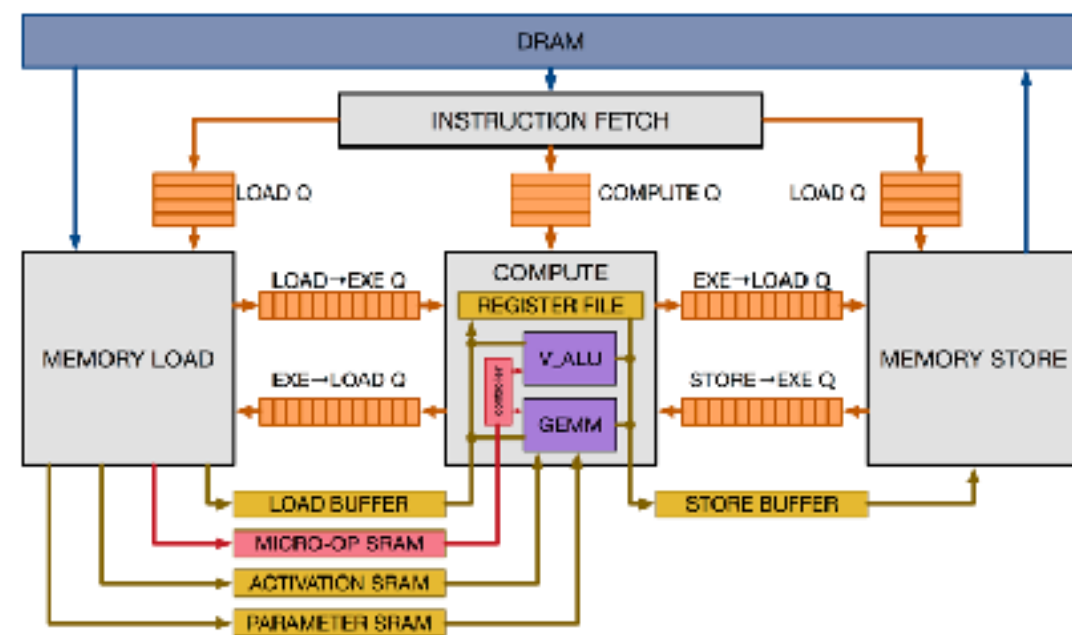 DRAM
INSTRUCTION FETCH
LOAD Q
COMPUTE Q
LOAD Q
COMPUTE
LOAD→EXE Q
EXE→LOAD Q
REGISTER FILE
MEMORY LOAD
V_ALU
MEMORY STORE
EXE→LOAD Q
STORE→EXE Q
controller
GEMM
LOAD BUFFER
STORE BUFFER
MICRO-OP SRAM
ACTIVATION SRAM
PARAMETER SRAM